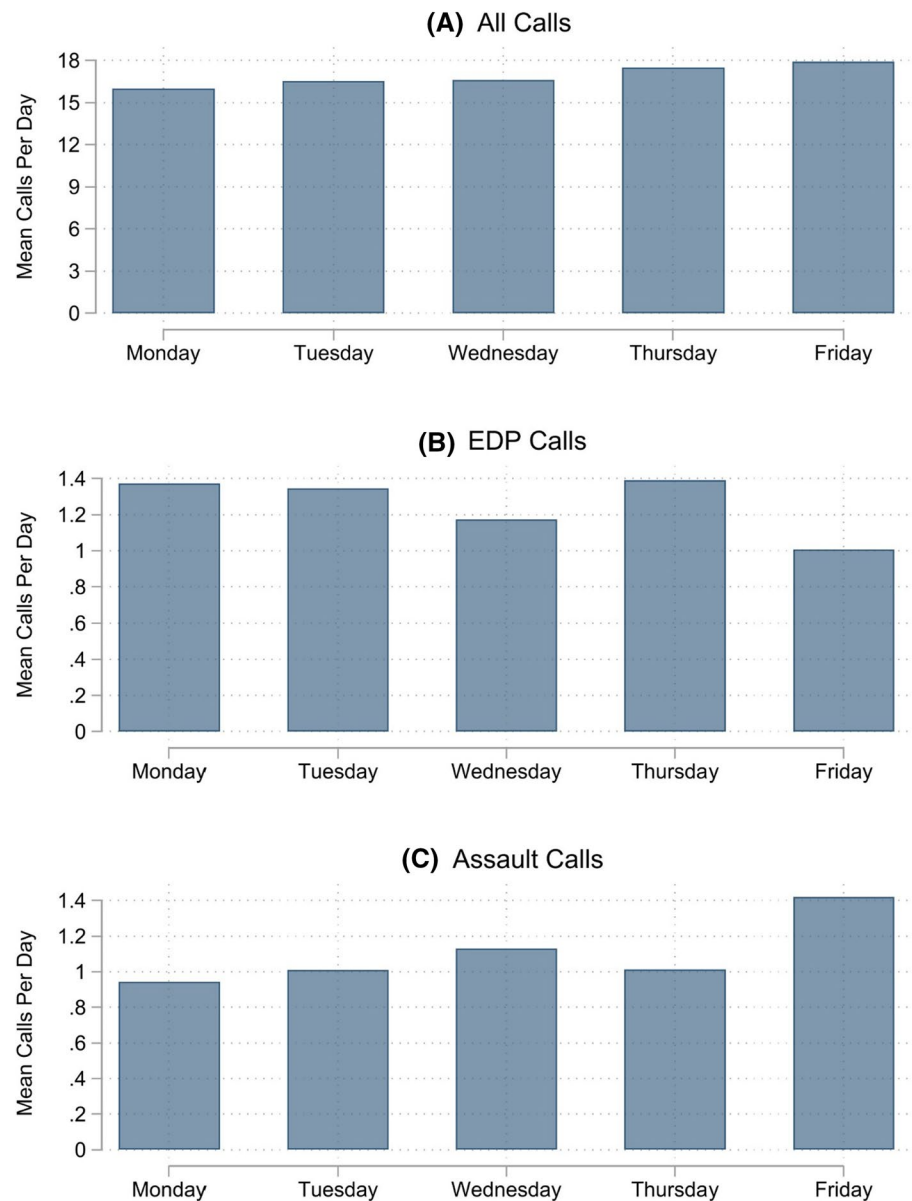 (A) All Calls
Mean Calls Per Day
18
15
12
9
6
3
0
Monday Tuesday Wednesday Thursday Friday
(B) EDP Calls
Mean Calls Per Day
1.4
1.2
1
.8
.6
.4
.2
0
Monday Tuesday Wednesday Thursday Friday
(C) Assault Calls
Mean Calls Per Day
1.4
1.2
1
.8
.6
.4
.2
0
Monday Tuesday Wednesday Thursday Friday